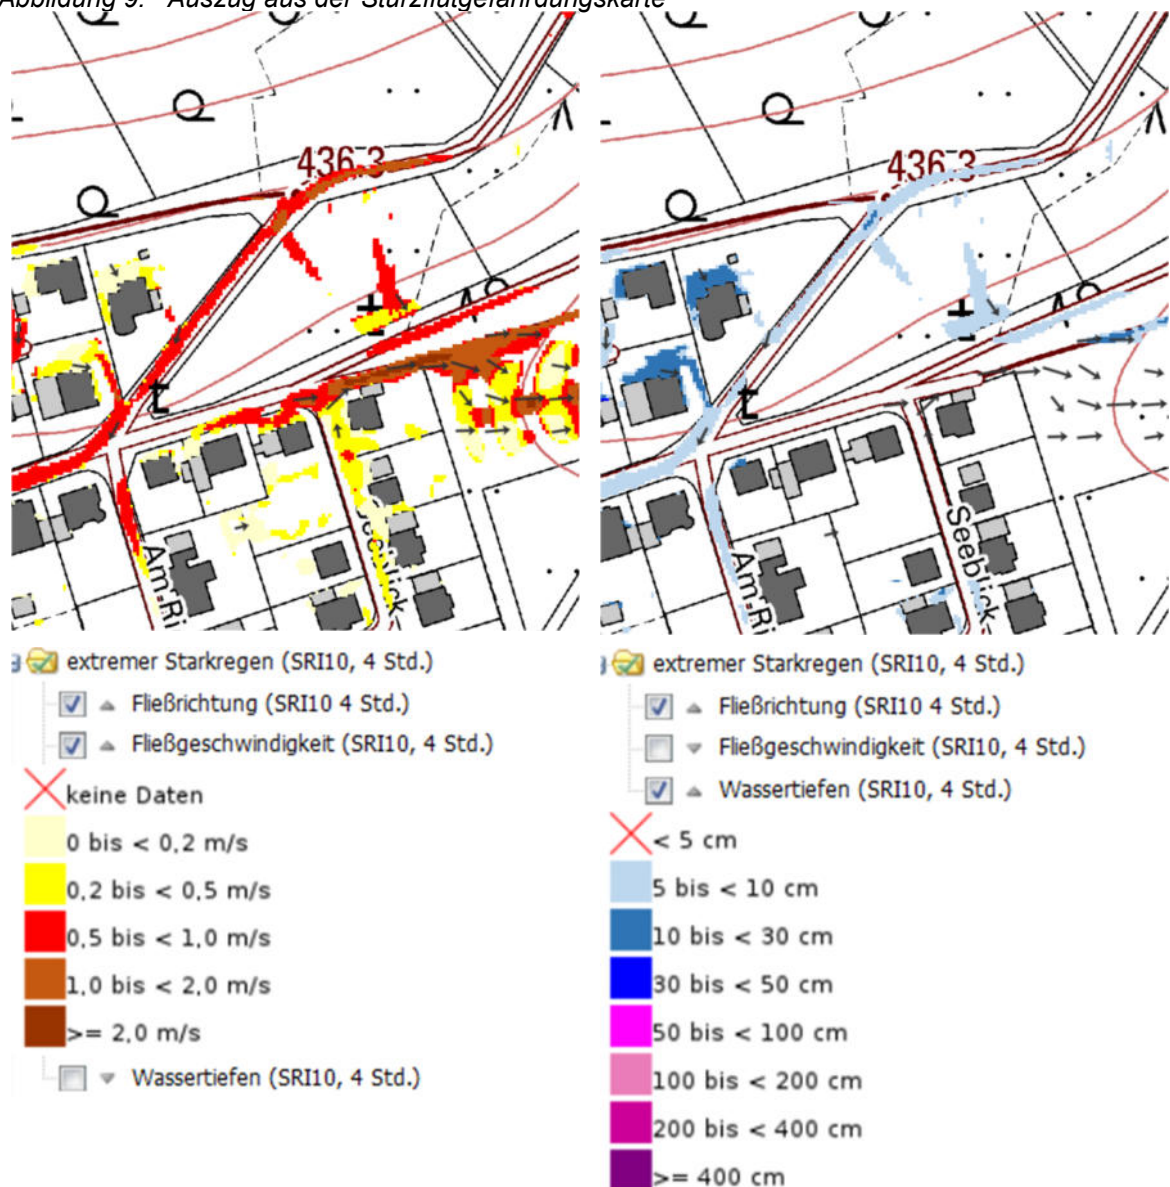 Abbildung 9: Auszug aus der Sturzflutgefährdungskarte
436.3
Am Ri
436.3
Am Ri
Seeblick
extremer Starkregen (SRI10, 4 Std.)
Fließrichtung (SRI10 4 Std.)
Fließgeschwindigkeit (SRI10, 4 Std.)
keine Daten
0 bis < 0,2 m/s
0,2 bis < 0,5 m/s
0,5 bis < 1,0 m/s
1,0 bis < 2,0 m/s
>= 2,0 m/s
Wassertiefen (SRI10, 4 Std.)
extremer Starkregen (SRI10, 4 Std.)
Fließrichtung (SRI10 4 Std.)
Fließgeschwindigkeit (SRI10, 4 Std.)
Wassertiefen (SRI10, 4 Std.)
< 5 cm
5 bis < 10 cm
10 bis < 30 cm
30 bis < 50 cm
50 bis < 100 cm
100 bis < 200 cm
200 bis < 400 cm
>= 400 cm